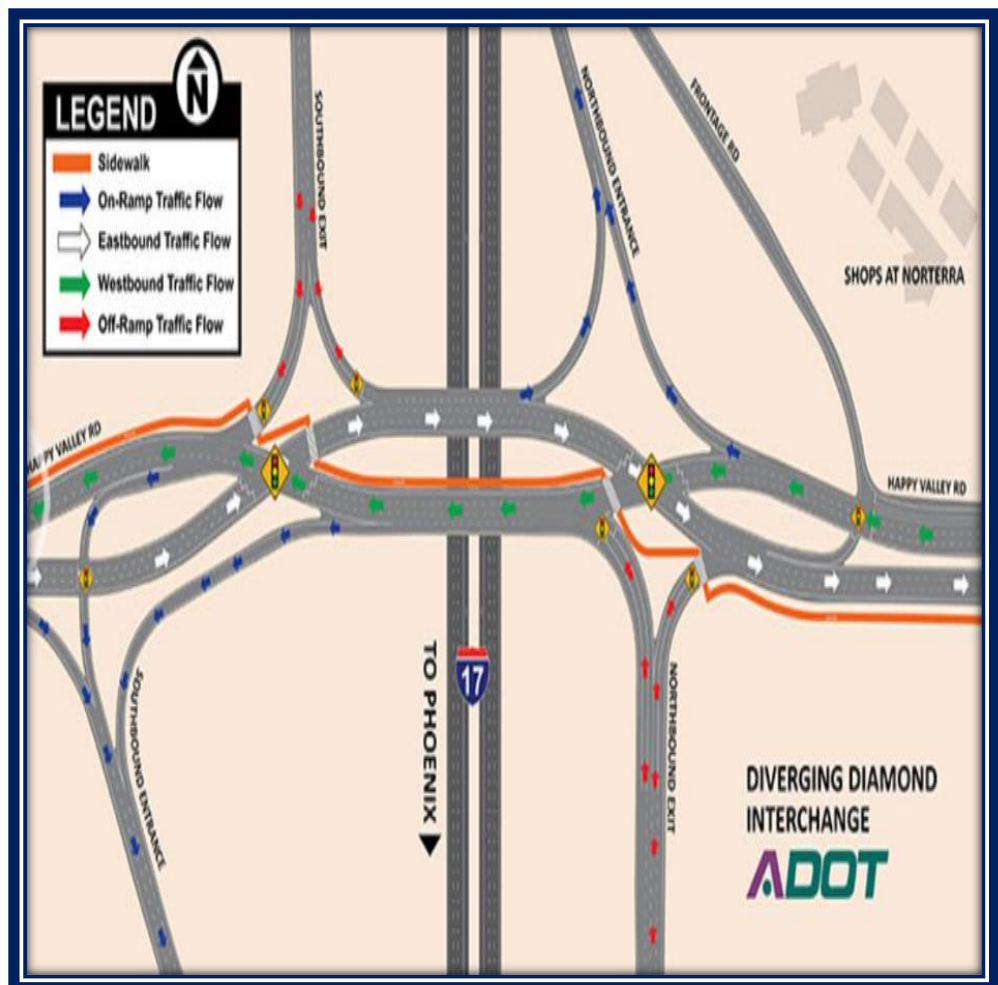 N
LEGEND
Sidewalk
On-Ramp Traffic Flow
Eastbound Traffic Flow
Westbound Traffic Flow
Off-Ramp Traffic Flow
SOUTHBOUND EXIT
NORTHBOUND ENTRANCE
FRONTAGE RD
SHOPS AT NORTERRA
HAPPY VALLEY RD
HAPPY VALLEY RD
TO PHOENIX
17
SOUTHBOUND ENTRANCE
NORTHBOUND EXIT
DIVERGING DIAMOND
INTERCHANGE
ADOT